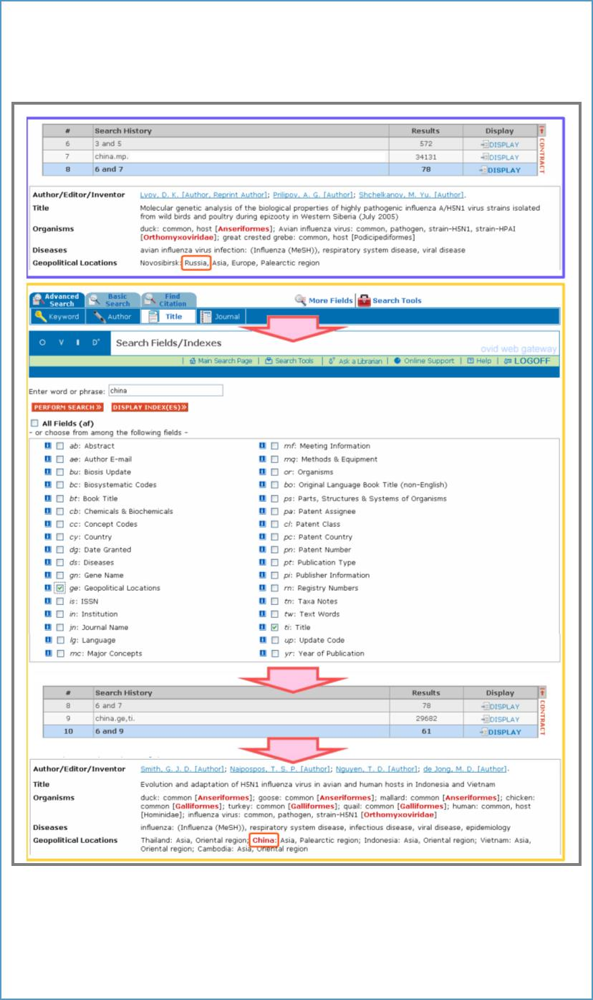 # Search History Results Display
6 3 and 5 572 DISPLAY
7 china.mp. 34131 DISPLAY
8 6 and 7 78 DISPLAY
CONTRACT
Author/Editor/Inventor Lvov, D. K. [Author, Reprint Author]; Prilipov, A. G. [Author]; Shchelkanov, M. Yu. [Author].
Title Molecular genetic analysis of the biological properties of highly pathogenic influenza A/H5N1 virus strains isolated
from wild birds and poultry during epizooty in Western Siberia (July 2005)
Organisms duck: common, host [Anseriformes]; Avian influenza virus: common, pathogen, strain-H5N1, strain-HPAI
[Orthomyxoviridae]; great crested grebe: common, host [Podicipediformes]
Diseases avian influenza virus infection: (Influenza (MeSH)), respiratory system disease, viral disease
Geopolitical Locations Novosibirsk: Russia, Asia, Europe, Palearctic region
Advanced Search Basic Search Find Citation More Fields Search Tools
Keyword Author Title Journal
O V I D Search Fields/Indexes
ovid web gateway
| Main Search Page | Search Tools | Ask a Librarian | Online Support | Help | LOGOFF
Enter word or phrase: china
PERFORM SEARCH » DISPLAY INDEX(ES)»
All Fields (af)
- or choose from among the following fields -
ab: Abstract mf: Meeting Information
ae: Author E-mail mq: Methods & Equipment
bu: Biosis Update or: Organisms
bc: Biosystematic Codes bo: Original Language Book Title (non-English)
bt: Book Title ps: Parts, Structures & Systems of Organisms
cb: Chemicals & Biochemicals pa: Patent Assignee
cc: Concept Codes cl: Patent Class
cy: Country pc: Patent Country
dg: Date Granted pn: Patent Number
ds: Diseases pt: Publication Type
gn: Gene Name pi: Publisher Information
ge: Geopolitical Locations rn: Registry Numbers
is: ISSN tn: Taxa Notes
in: Institution tw: Text Words
jn: Journal Name ti: Title
lg: Language up: Update Code
mc: Major Concepts yr: Year of Publication
# Search History Results Display
8 6 and 7 78 DISPLAY
9 china.ge,ti. 29682 DISPLAY
10 6 and 9 61 DISPLAY
CONTRACT
Author/Editor/Inventor Smith, G. J. D. [Author]; Naipospos, T. S. P. [Author]; Nguyen, T. D. [Author]; de Jong, M. D. [Author].
Title Evolution and adaptation of H5N1 influenza virus in avian and human hosts in Indonesia and Vietnam
Organisms duck: common [Anseriformes]; goose: common [Anseriformes]; mallard: common [Anseriformes]; chicken:
common [Galliformes]; turkey: common [Galliformes]; quail: common [Galliformes]; human: common, host
[Hominidae]; influenza virus: common, pathogen, strain-H5N1 [Orthomyxoviridae]
Diseases influenza: (Influenza (MeSH)), respiratory system disease, infectious disease, viral disease, epidemiology
Geopolitical Locations Thailand: Asia, Oriental region; China: Asia, Palearctic region; Indonesia: Asia, Oriental region; Vietnam: Asia,
Oriental region; Cambodia: Asia, Oriental region